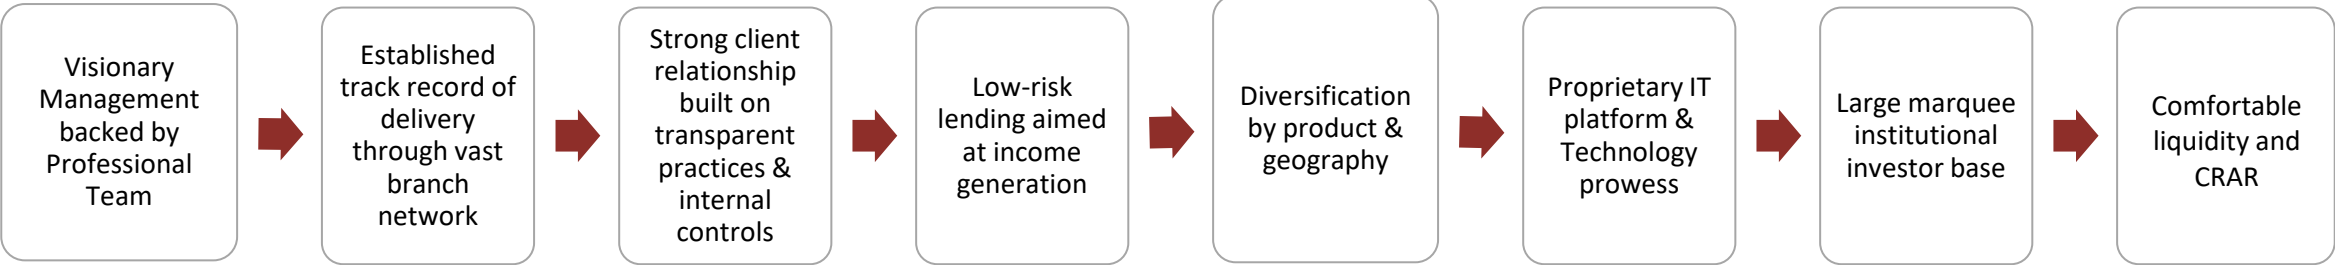 Visionary
Management
backed by
Professional
Team
Established
track record of
delivery
through vast
branch
network
Strong client
relationship
built on
transparent
practices &
internal
controls
Low-risk
lending aimed
at income
generation
Diversification
by product &
geography
Proprietary IT
platform &
Technology
prowess
Large marquee
institutional
investor base
Comfortable
liquidity and
CRAR